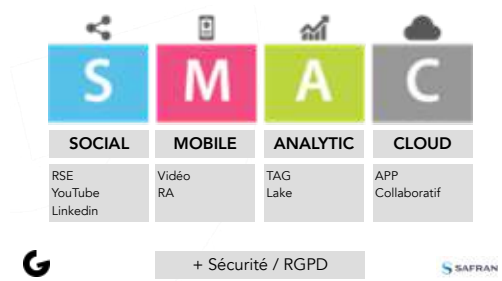 S M A C
SOCIAL MOBILE ANALYTIC CLOUD
RSE
YouTube
Linkedin
Vidéo
RA
TAG
Lake
APP
Collaboratif
+ Sécurité / RGPD
G
SAFRAN